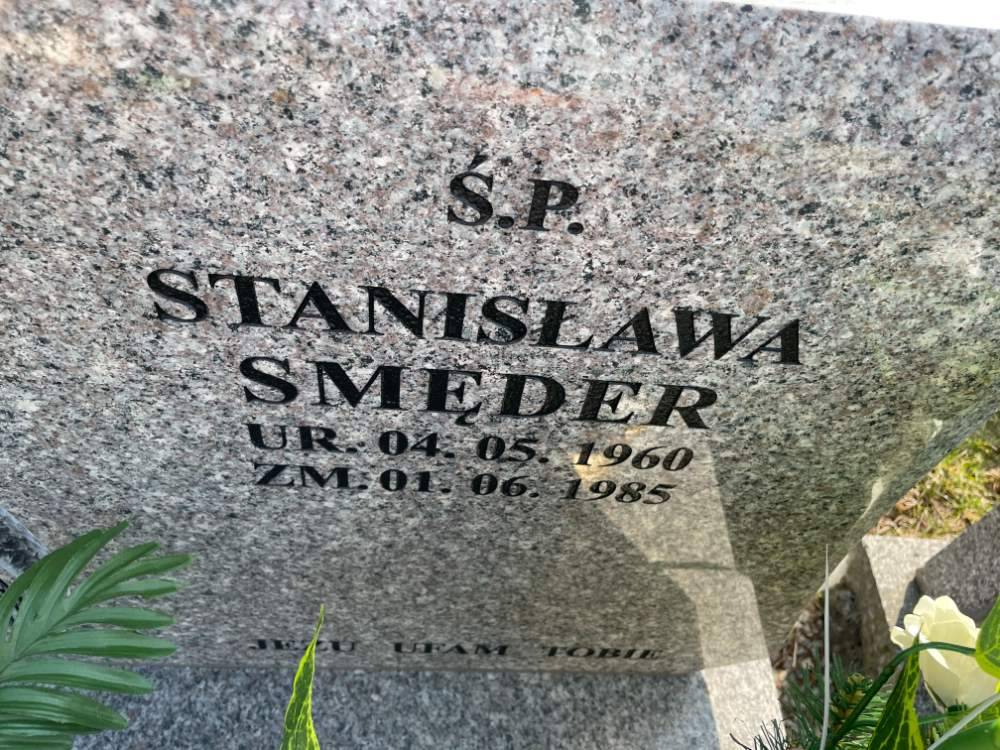 Ś.P.
STANISŁAWA
SMĘDER
UR. 04. 05. 1960
ZM. 01. 06. 1985
JEZU UFAM TOBIE